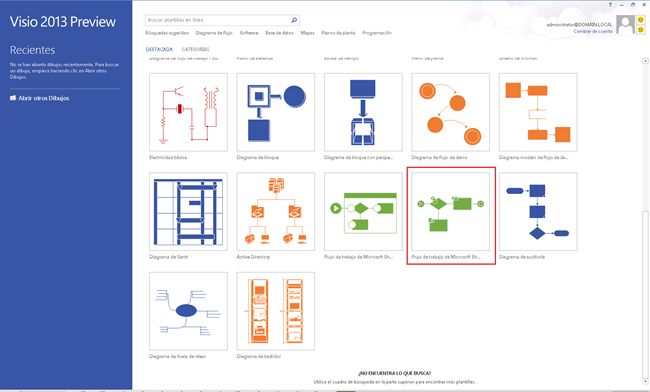 Visio 2013 Preview
Recientes
No se han abierto dibujos recientemente. Para buscar
un dibujo, empiece haciendo clic en Abrir otros
Dibujos.
Abrir otros Dibujos
Buscar plantillas en línea
administrator@DOMAIN.LOCAL
Cambiar de cuenta
Búsquedas sugeridas: Diagrama de flujo Software Base de datos Mapas Planos de planta Programación
DESTACADA CATEGORÍAS
Electricidad básica
Diagrama de bloque
Diagrama de bloque con perspe...
Diagrama de flujo de datos
Diagrama modelo de flujo de da...
Diagrama de Gantt
Active Directory
Flujo de trabajo de Microsoft Sh...
Flujo de trabajo de Microsoft Sh...
Diagrama de auditoría
Diagrama de lluvia de ideas
Diagrama de bastidor
¿NO ENCUENTRA LO QUE BUSCA?
Utilice el cuadro de búsqueda en la parte superior para encontrar más plantillas.